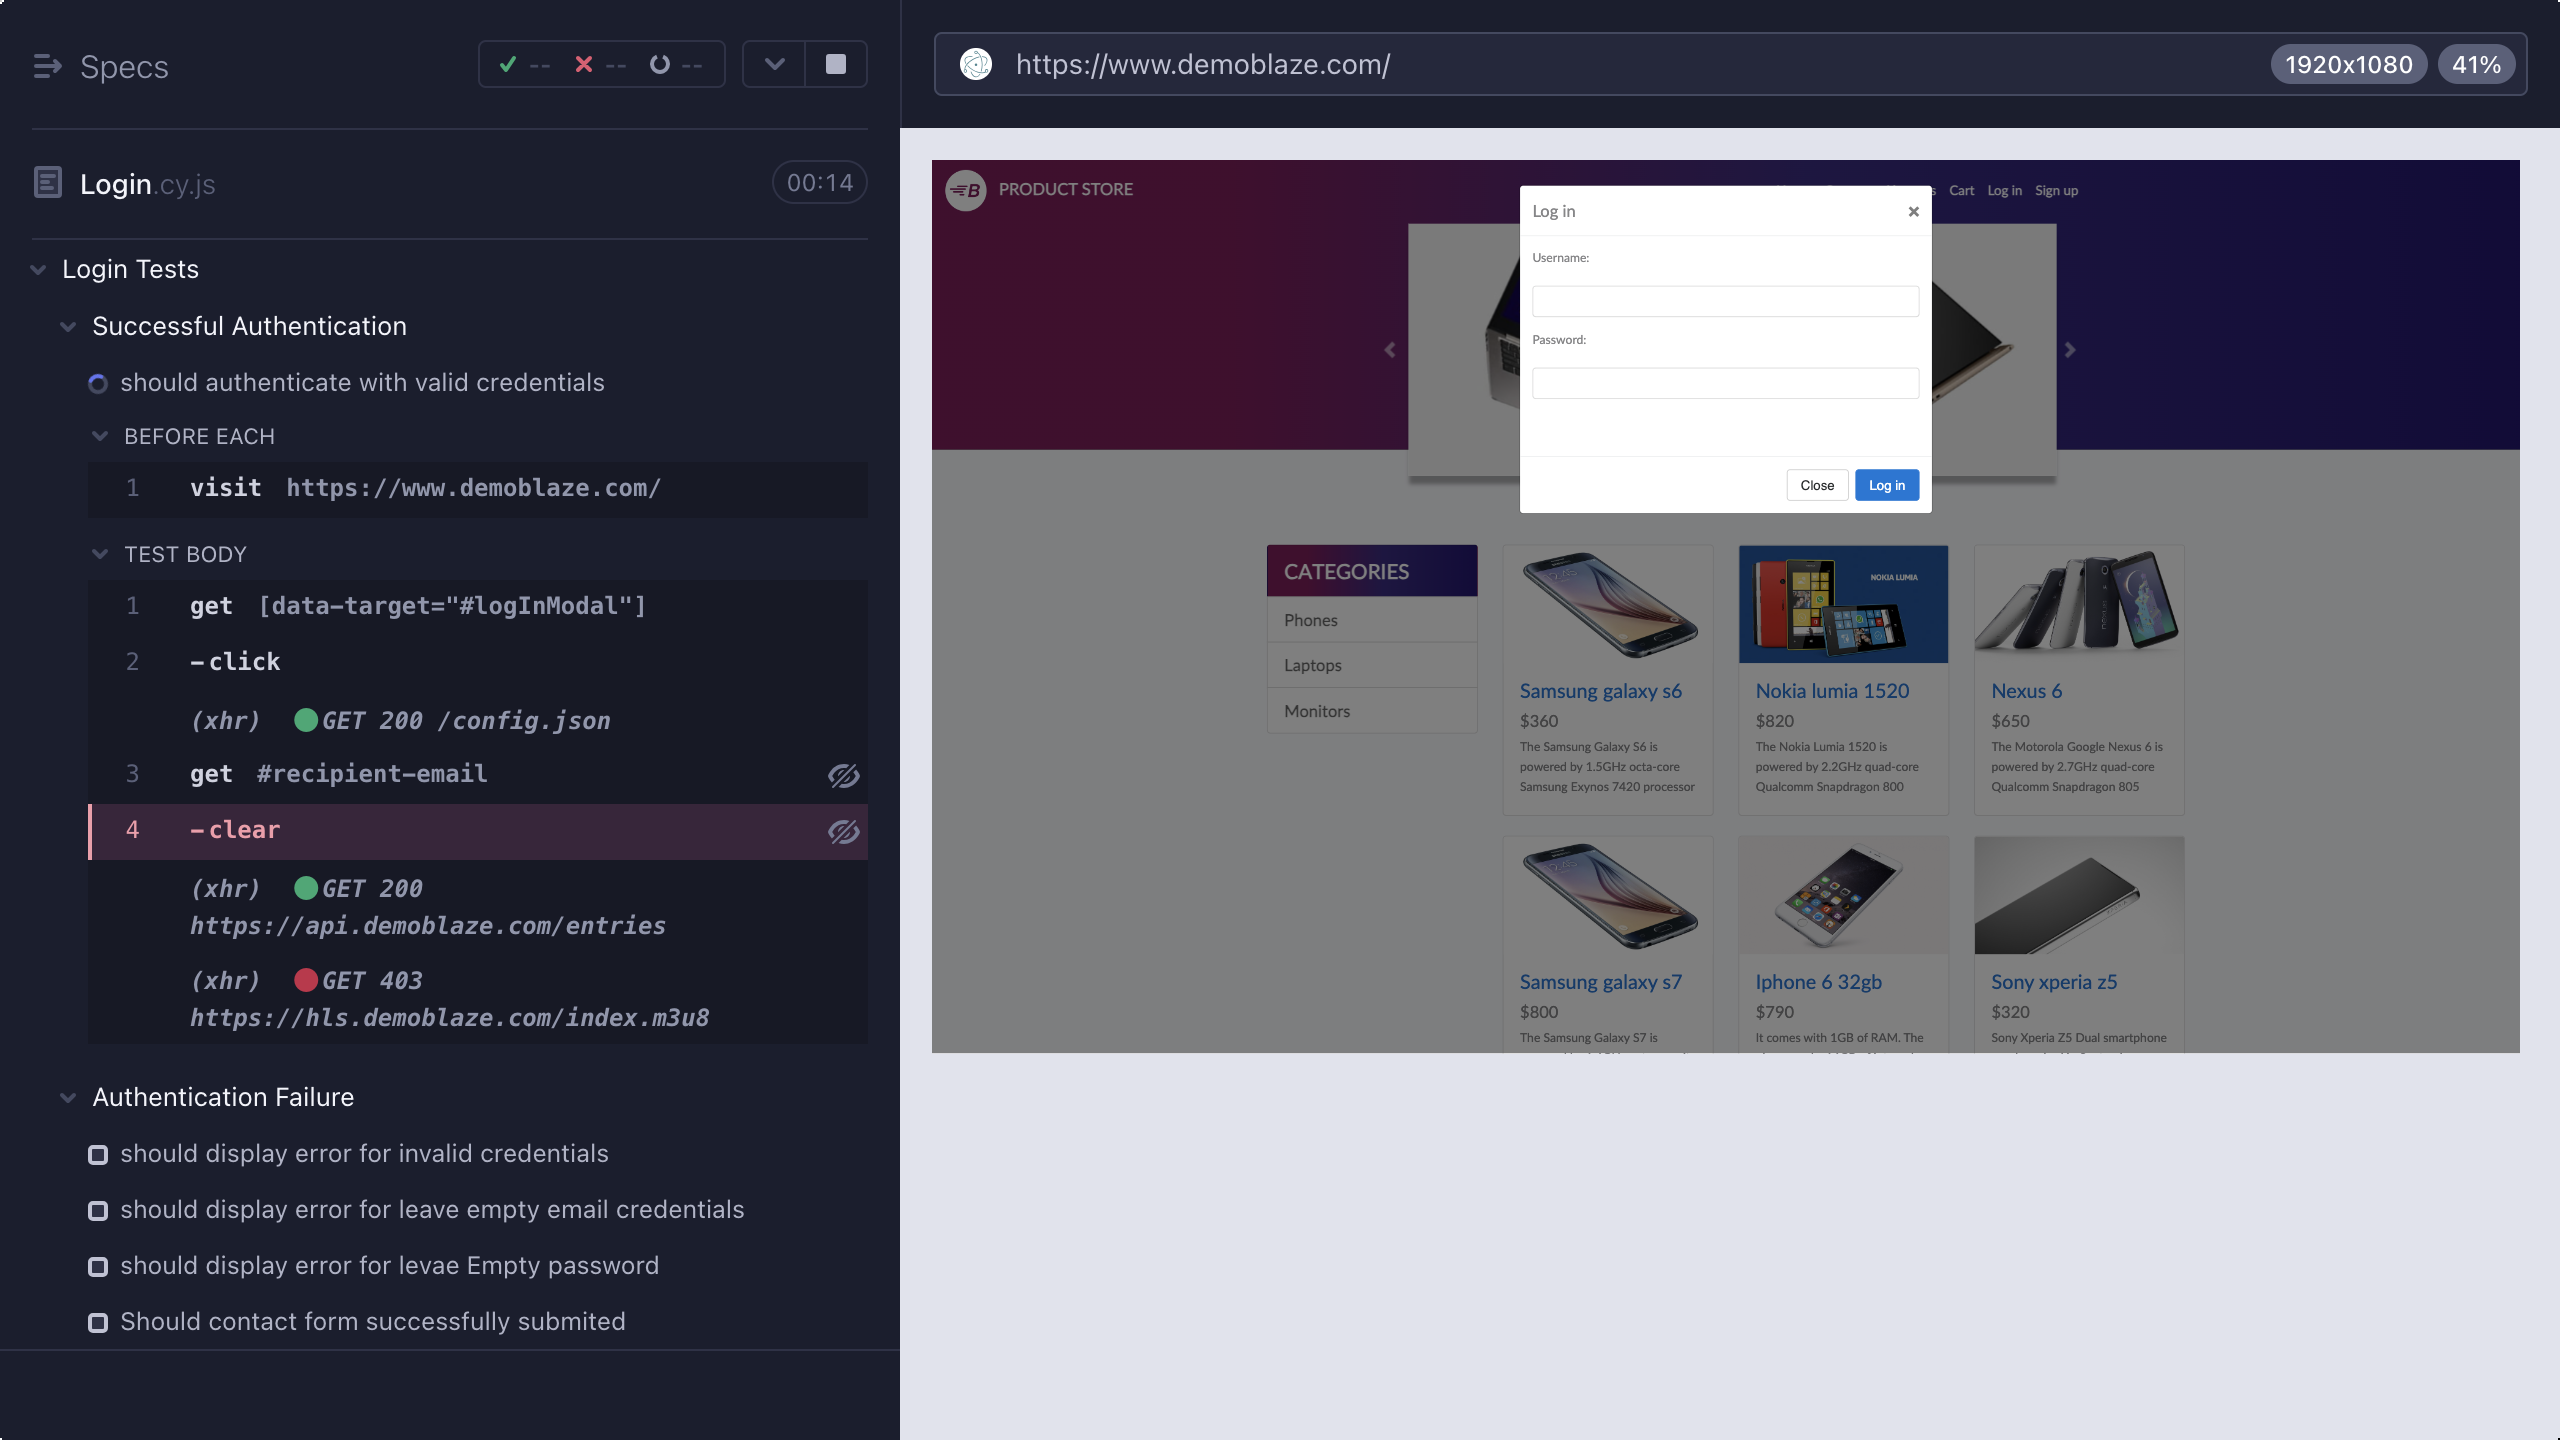 Specs
-- -- --
Login.cy.js
00:14
Login Tests
Successful Authentication
should authenticate with valid credentials
BEFORE EACH
1 visit https://www.demoblaze.com/
TEST BODY
1 get [data-target="#logInModal"]
2 -click
(xhr) GET 200 /config.json
3 get #recipient-email
4 -clear
(xhr) GET 200
https://api.demoblaze.com/entries
(xhr) GET 403
https://hls.demoblaze.com/index.m3u8
Authentication Failure
should display error for invalid credentials
should display error for leave empty email credentials
should display error for levae Empty password
Should contact form successfully submited
https://www.demoblaze.com/
1920x1080
41%
B PRODUCT STORE
Cart Log in Sign up
Log in ×
Username:
Password:
Close Log in
CATEGORIES
Phones
Laptops
Monitors
NOKIA LUMIA
Samsung galaxy s6
$360
The Samsung Galaxy S6 is
powered by 1.5GHz octa-core
Samsung Exynos 7420 processor
Nokia lumia 1520
$820
The Nokia Lumia 1520 is
powered by 2.2GHz quad-core
Qualcomm Snapdragon 800
Nexus 6
$650
The Motorola Google Nexus 6 is
powered by 2.7GHz quad-core
Qualcomm Snapdragon 805
Samsung galaxy s7
$800
The Samsung Galaxy S7 is
Iphone 6 32gb
$790
It comes with 1GB of RAM. The
Sony xperia z5
$320
Sony Xperia Z5 Dual smartphone